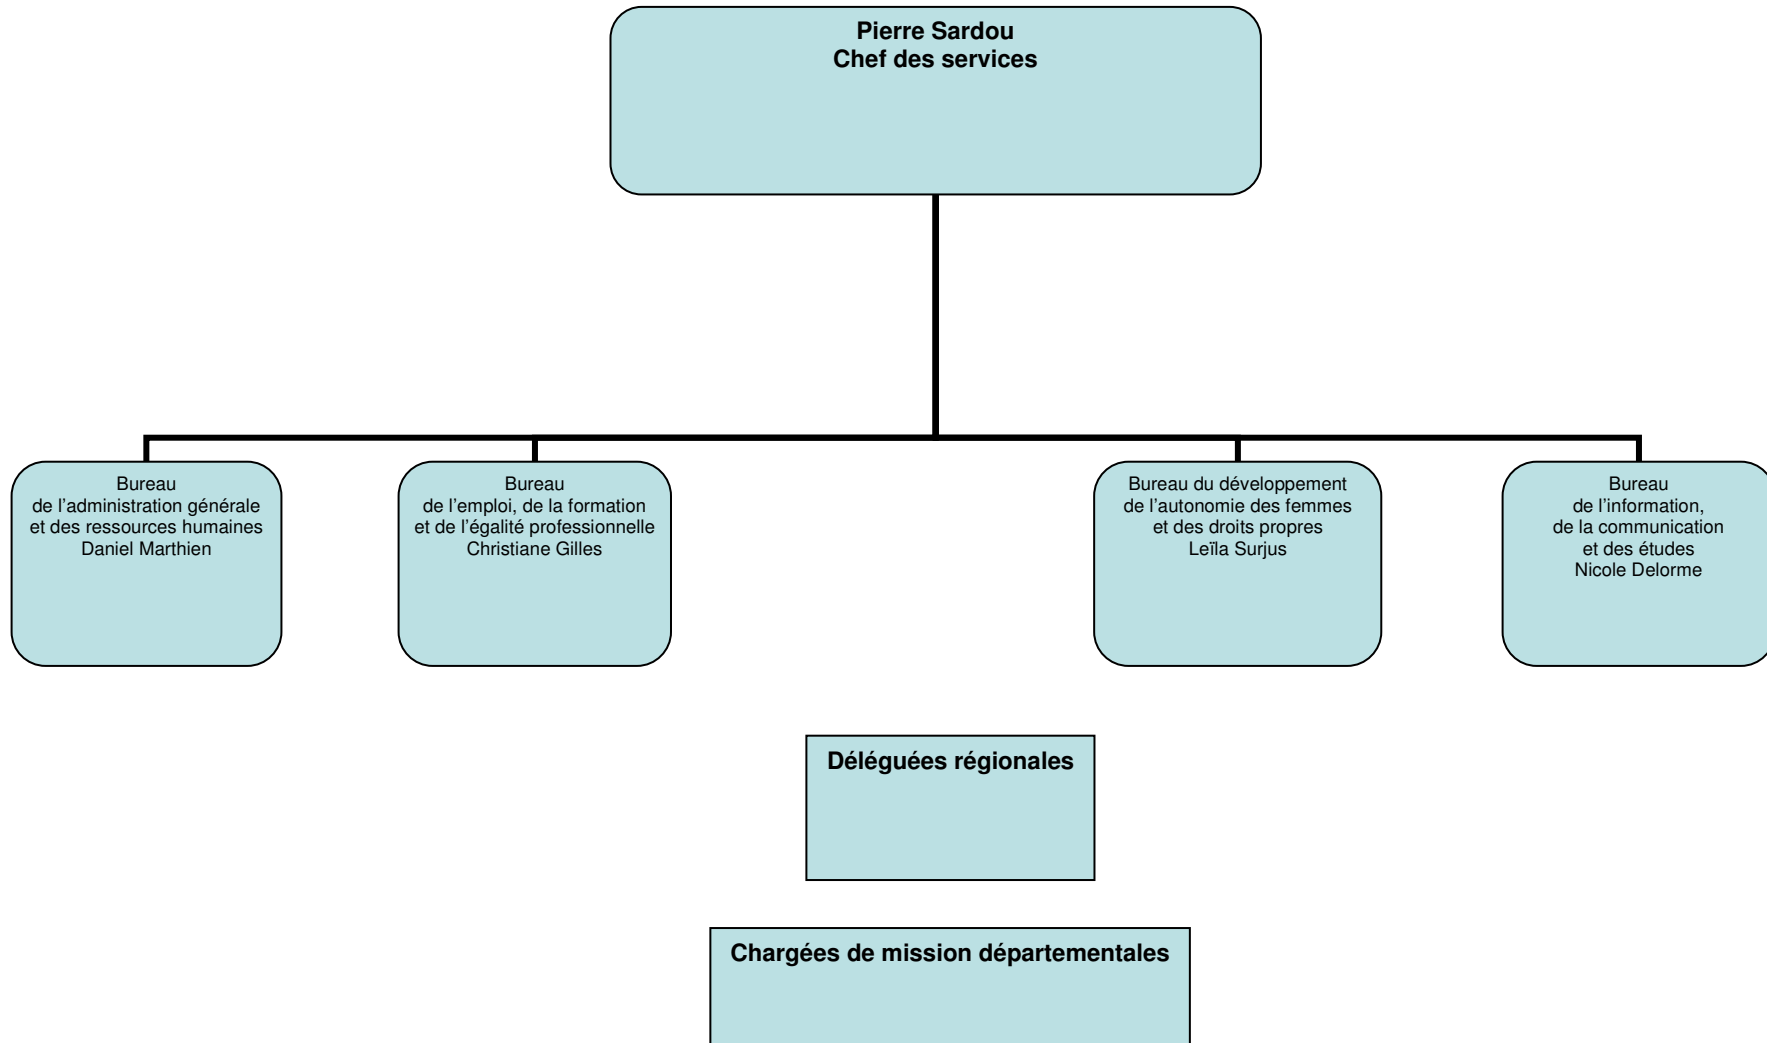 Pierre Sardou
Chef des services
Bureau
de l’administration générale
et des ressources humaines
Daniel Marthien
Bureau
de l’emploi, de la formation
et de l’égalité professionnelle
Christiane Gilles
Bureau du développement
de l’autonomie des femmes
et des droits propres
Leïla Surjus
Bureau
de l’information,
de la communication
et des études
Nicole Delorme
Déléguées régionales
Chargées de mission départementales